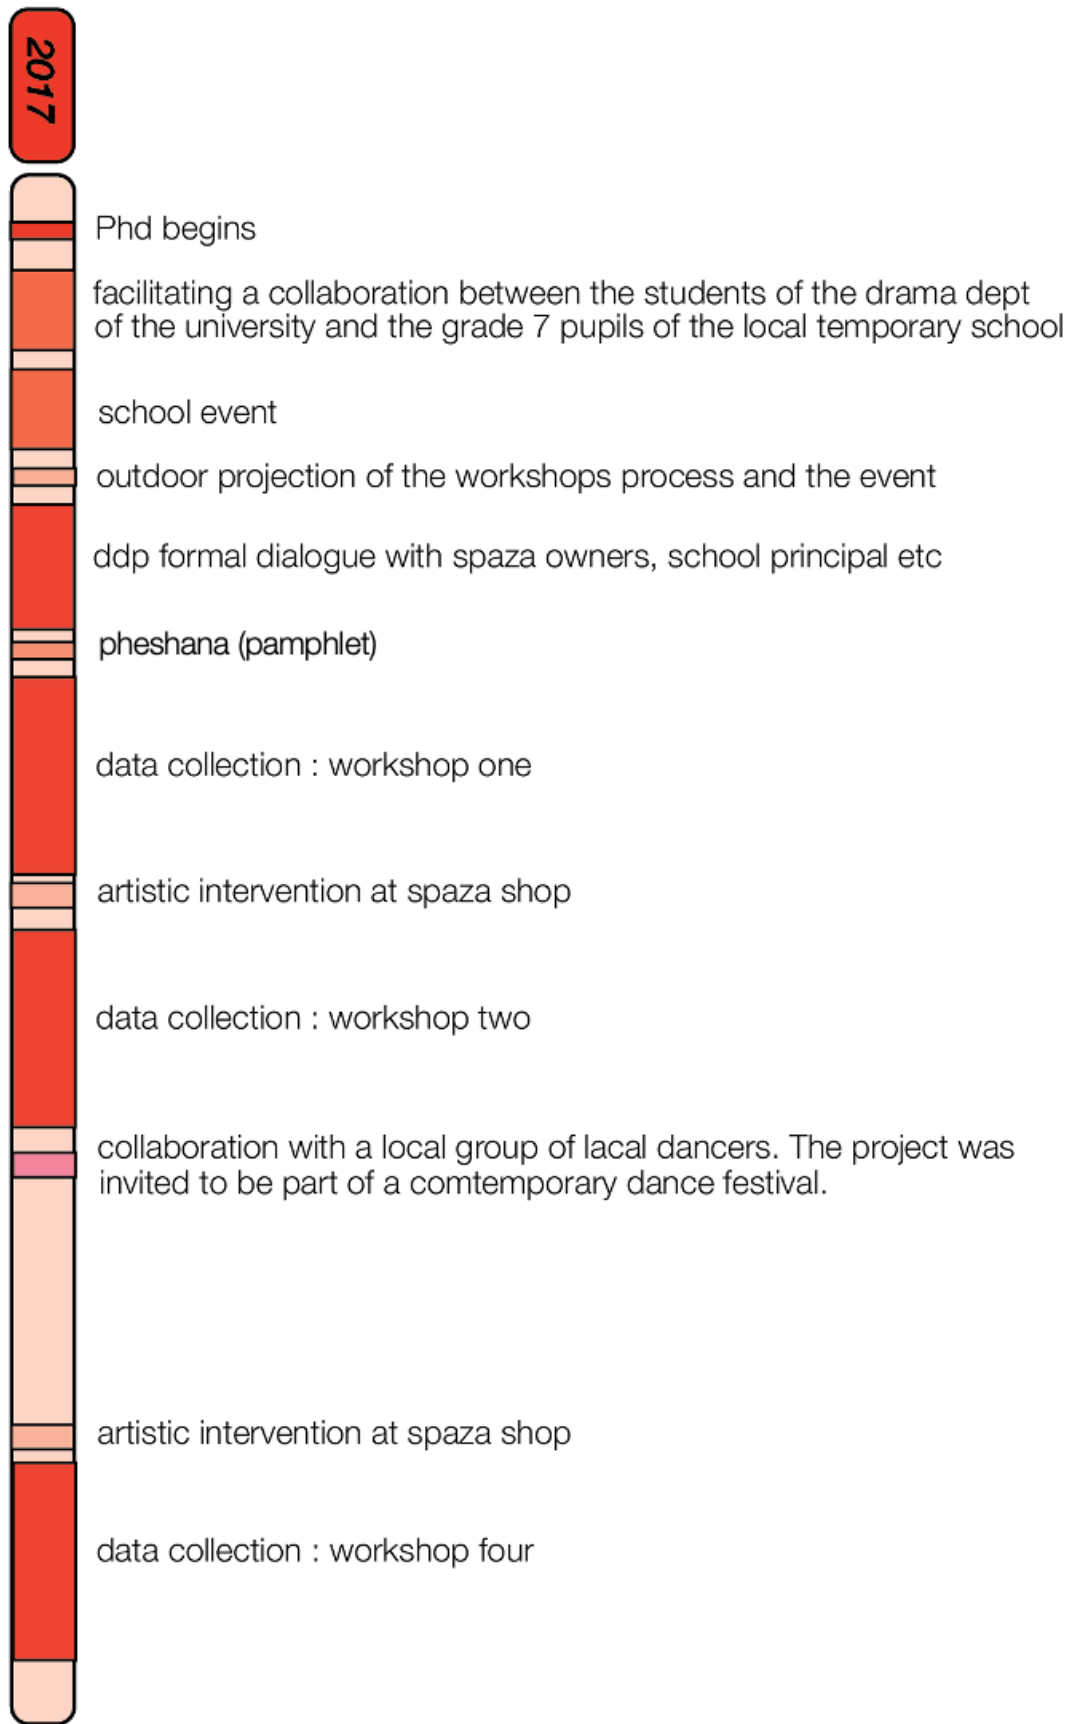 2017
Phd begins
facilitating a collaboration between the students of the drama dept
of the university and the grade 7 pupils of the local temporary school
school event
outdoor projection of the workshops process and the event
ddp formal dialogue with spaza owners, school principal etc
pheshana (pamphlet)
data collection : workshop one
artistic intervention at spaza shop
data collection : workshop two
collaboration with a local group of lacal dancers. The project was
invited to be part of a comtemporary dance festival.
artistic intervention at spaza shop
data collection : workshop four